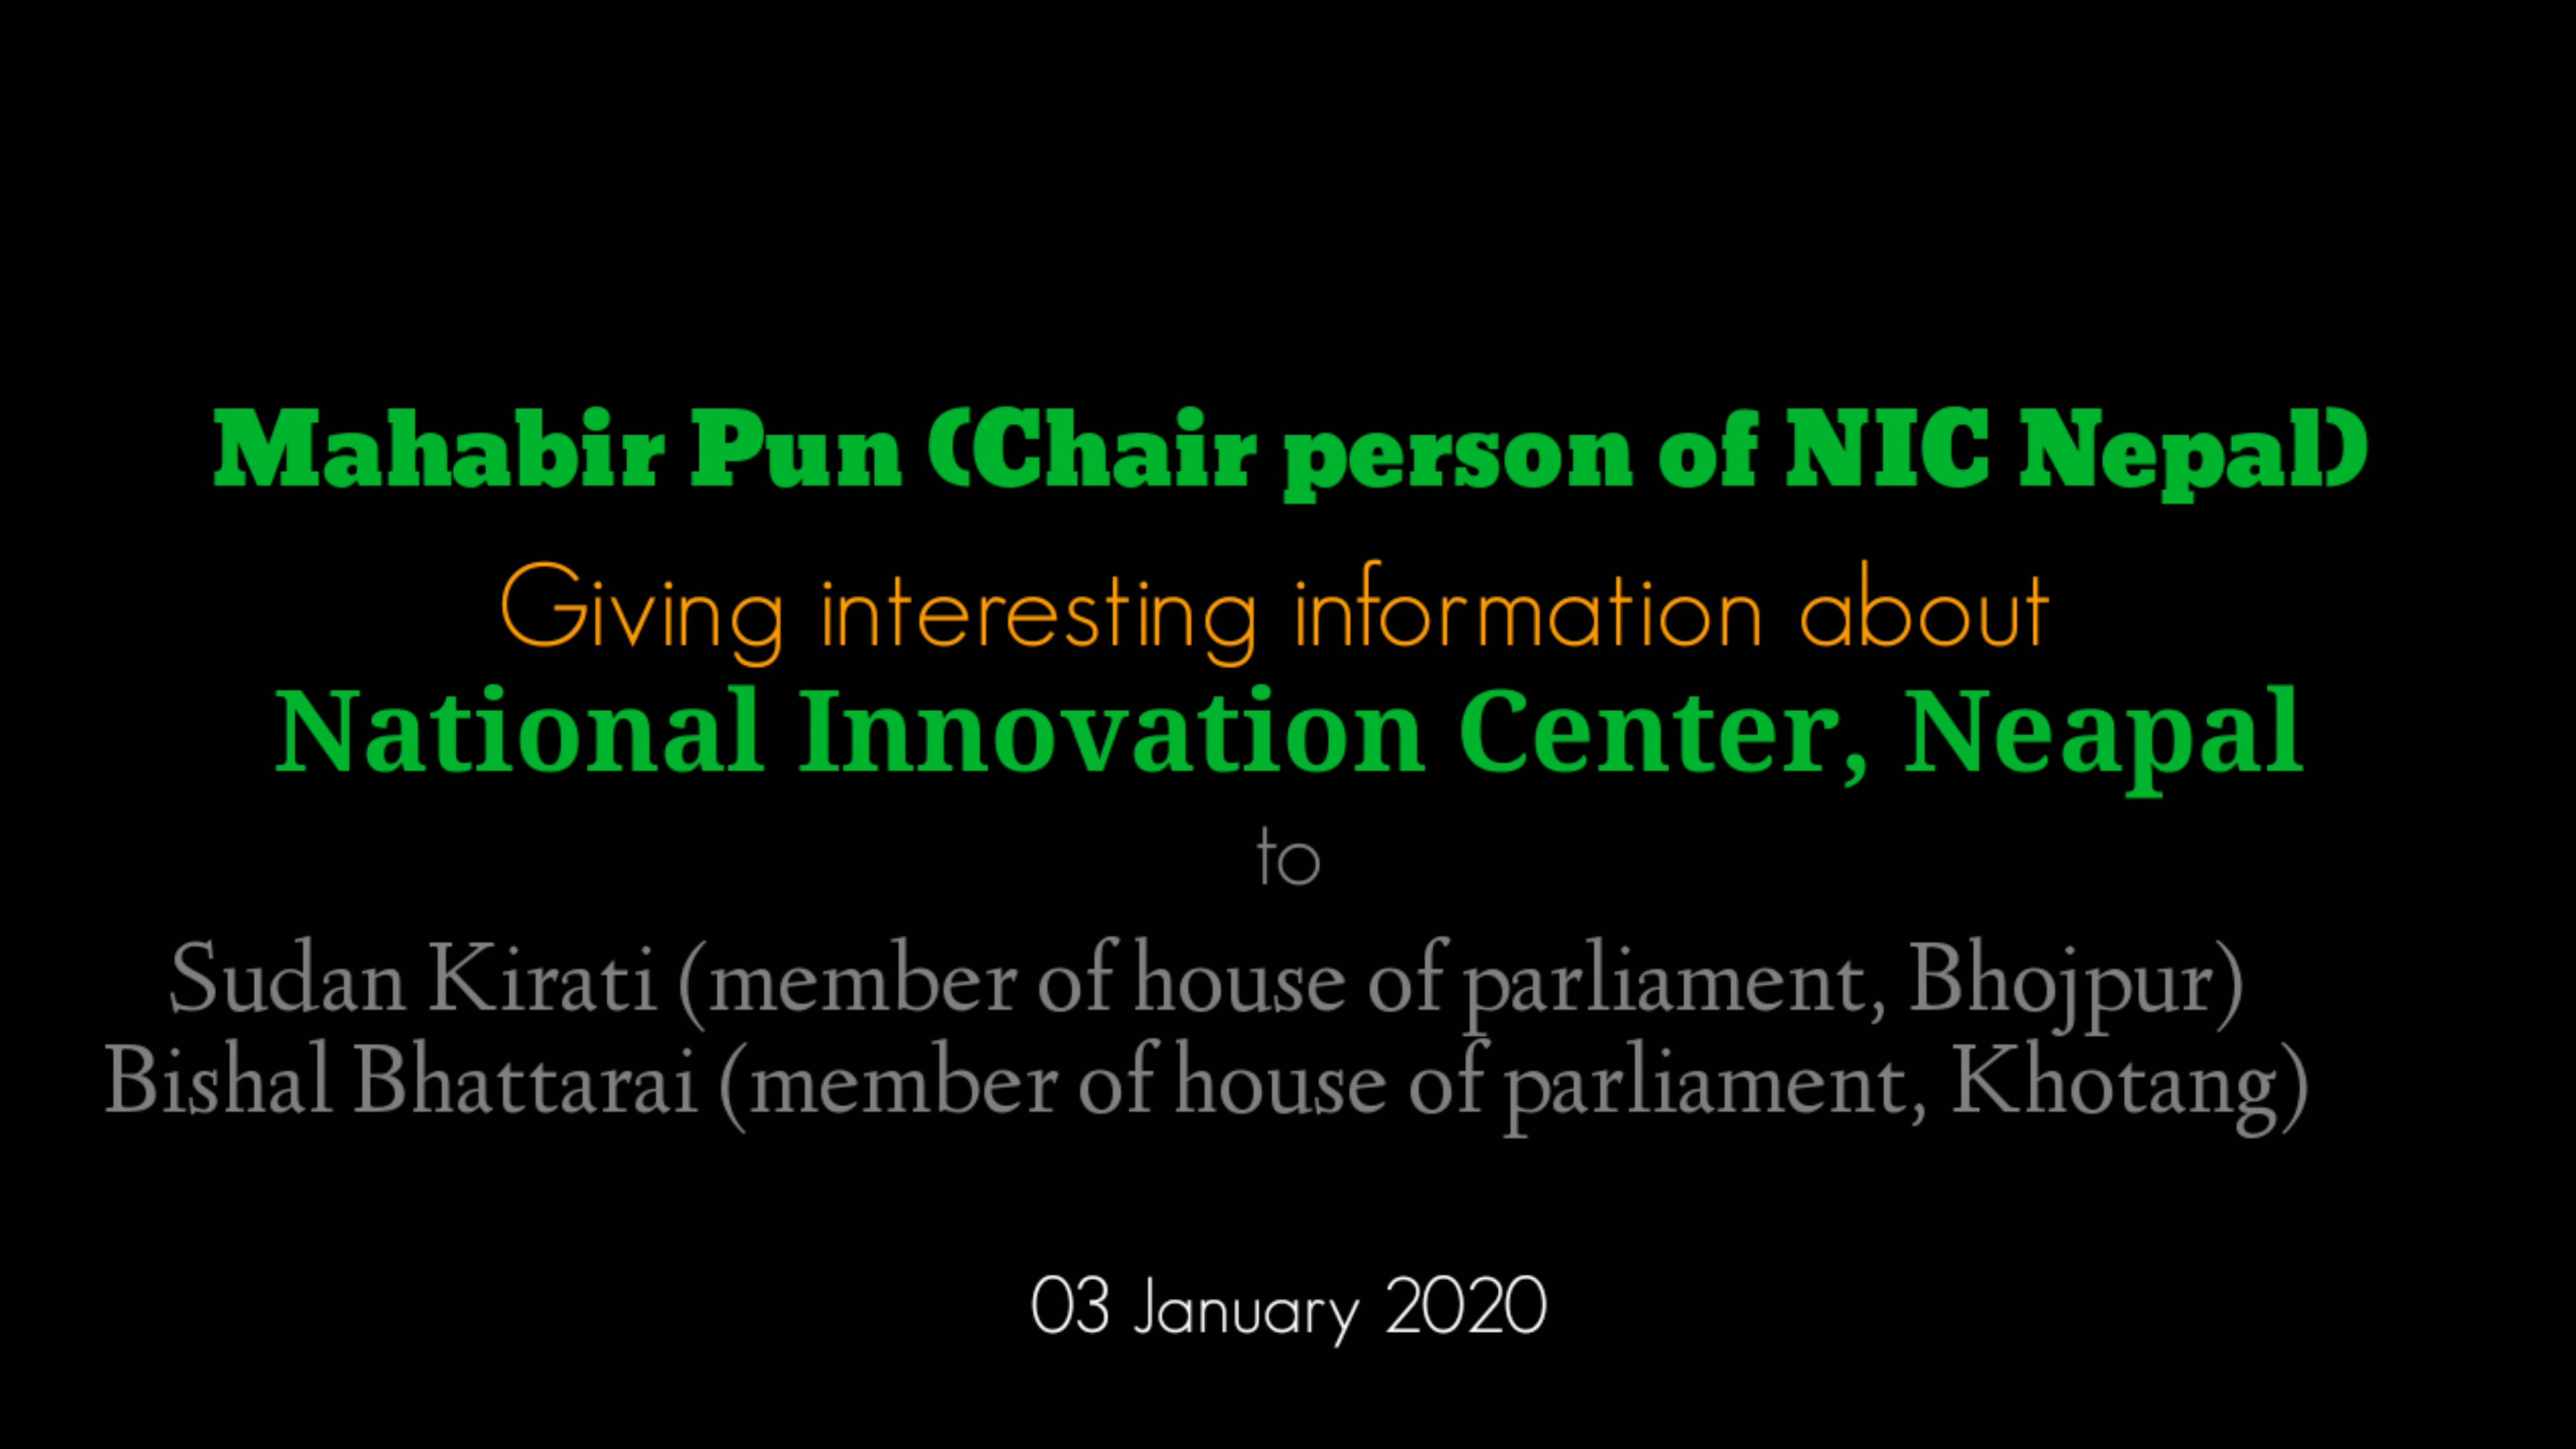 Mahabir Pun (Chair person of NIC Nepal)
Giving interesting information about
National Innovation Center, Neapal
to
Sudan Kirati (member of house of parliament, Bhojpur)
Bishal Bhattarai (member of house of parliament, Khotang)
03 January 2020